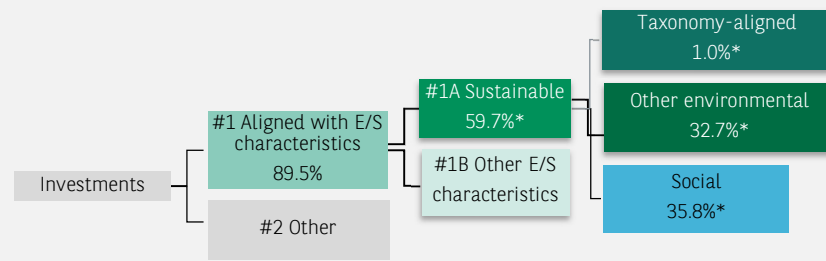 Investments
#1 Aligned with E/S
characteristics
89.5%
#2 Other
#1A Sustainable
59.7%*
#1B Other E/S
characteristics
Taxonomy-aligned
1.0%*
Other environmental
32.7%*
Social
35.8%*